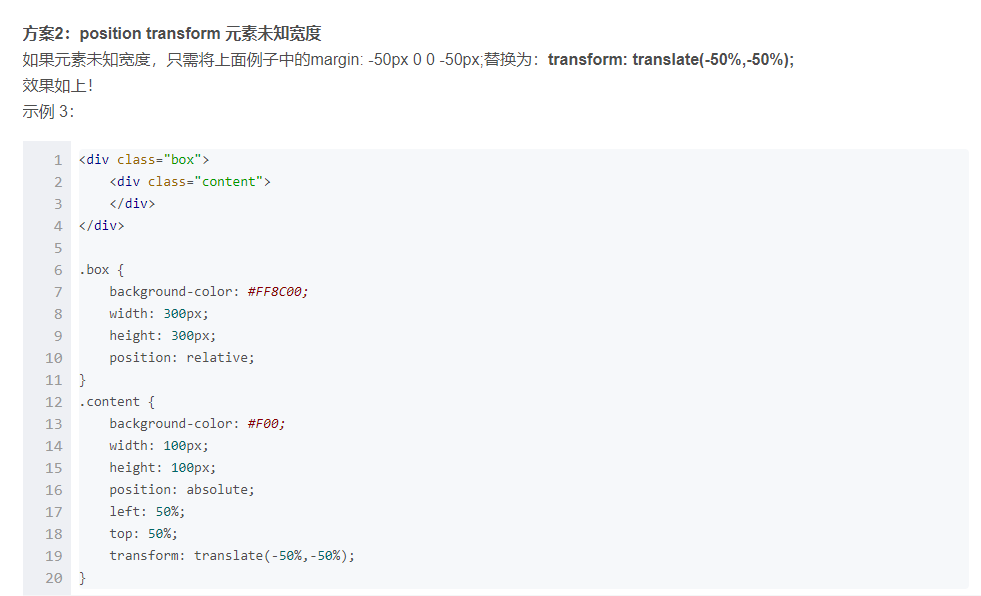 方案2：position transform 元素未知宽度
如果元素未知宽度，只需将上面例子中的margin: -50px 0 0 -50px;替换为：transform: translate(-50%,-50%);
效果如上！
示例 3：
1 <div class="box">
2     <div class="content">
3     </div>
4 </div>
5
6 .box {
7     background-color: #FF8C00;
8     width: 300px;
9     height: 300px;
10     position: relative;
11 }
12 .content {
13     background-color: #F00;
14     width: 100px;
15     height: 100px;
16     position: absolute;
17     left: 50%;
18     top: 50%;
19     transform: translate(-50%,-50%);
20 }